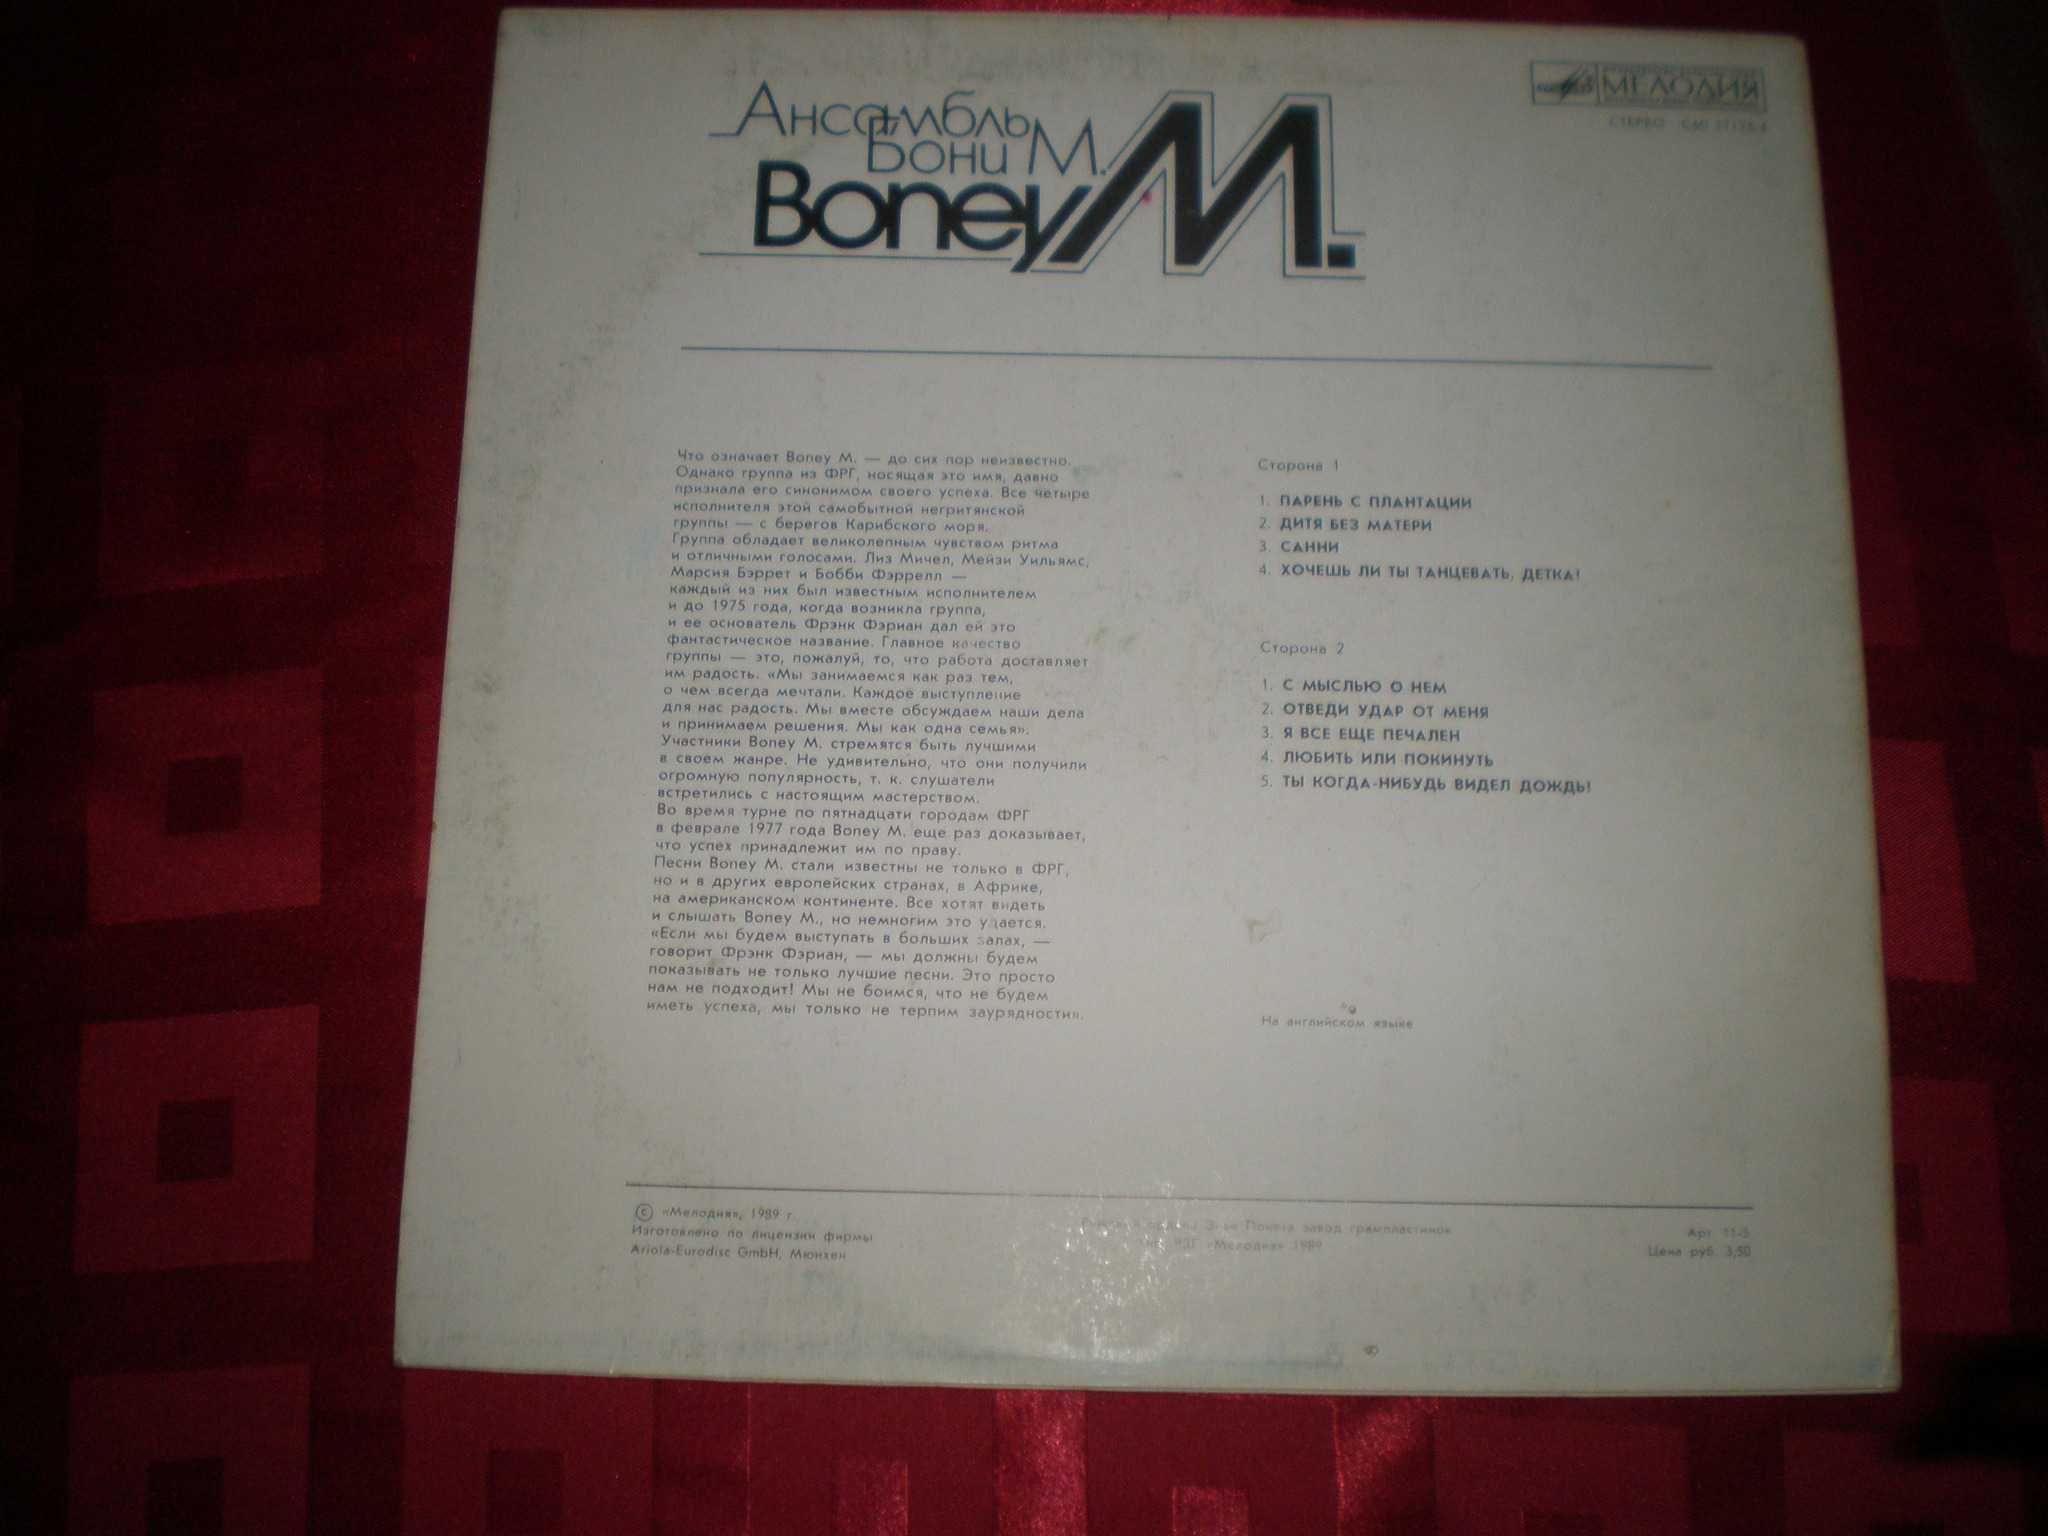 Ансамбль
Бони М.
Boney M.
МЕЛОДИЯ
СТЕРЕО С60
Что означает Boney M. — до сих пор неизвестно.
Однако группа из ФРГ, носящая это имя, давно
признала его синонимом своего успеха. Все четыре
исполнителя этой самобытной негритянской
группы — с берегов Карибского моря.
Группа обладает великолепным чувством ритма
и отличными голосами. Лиз Мичел, Мейзи Уильямс,
Марсия Бэррет и Бобби Фэррелл —
каждый из них был известным исполнителем
и до 1975 года, когда возникла группа,
и ее основатель Фрэнк Фэриан дал ей это
фантастическое название. Главное качество
группы — это, пожалуй, то, что работа доставляет
им радость. «Мы занимаемся как раз тем,
о чем всегда мечтали. Каждое выступление
для нас радость. Мы вместе обсуждаем наши дела
и принимаем решения. Мы как одна семья».
Участники Boney M. стремятся быть лучшими
в своем жанре. Не удивительно, что они получили
огромную популярность, т. к. слушатели
встретились с настоящим мастерством.
Во время турне по пятнадцати городам ФРГ
в феврале 1977 года Boney M. еще раз доказывает,
что успех принадлежит им по праву.
Песни Boney M. стали известны не только в ФРГ,
но и в других европейских странах, в Африке,
на американском континенте. Все хотят видеть
и слышать Boney M., но немногим это удается.
«Если мы будем выступать в больших залах, —
говорит Фрэнк Фэриан, — мы должны будем
показывать не только лучшие песни. Это просто
нам не подходит! Мы не боимся, что не будем
иметь успеха, мы только не терпим заурядности».
Сторона 1
1. ПАРЕНЬ С ПЛАНТАЦИИ
2. ДИТЯ БЕЗ МАТЕРИ
3. САННИ
4. ХОЧЕШЬ ЛИ ТЫ ТАНЦЕВАТЬ, ДЕТКА!
Сторона 2
1. С МЫСЛЬЮ О НЕМ
2. ОТВЕДИ УДАР ОТ МЕНЯ
3. Я ВСЕ ЕЩЕ ПЕЧАЛЕН
4. ЛЮБИТЬ ИЛИ ПОКИНУТЬ
5. ТЫ КОГДА-НИБУДЬ ВИДЕЛ ДОЖДЬ!
На английском языке
© «Мелодия», 1989 г.
Изготовлено по лицензии фирмы
Ariola-Eurodisc GmbH, Мюнхен
завод грампластинок
«Мелодия» 1989
Арт. 11-5
Цена руб. 3,50